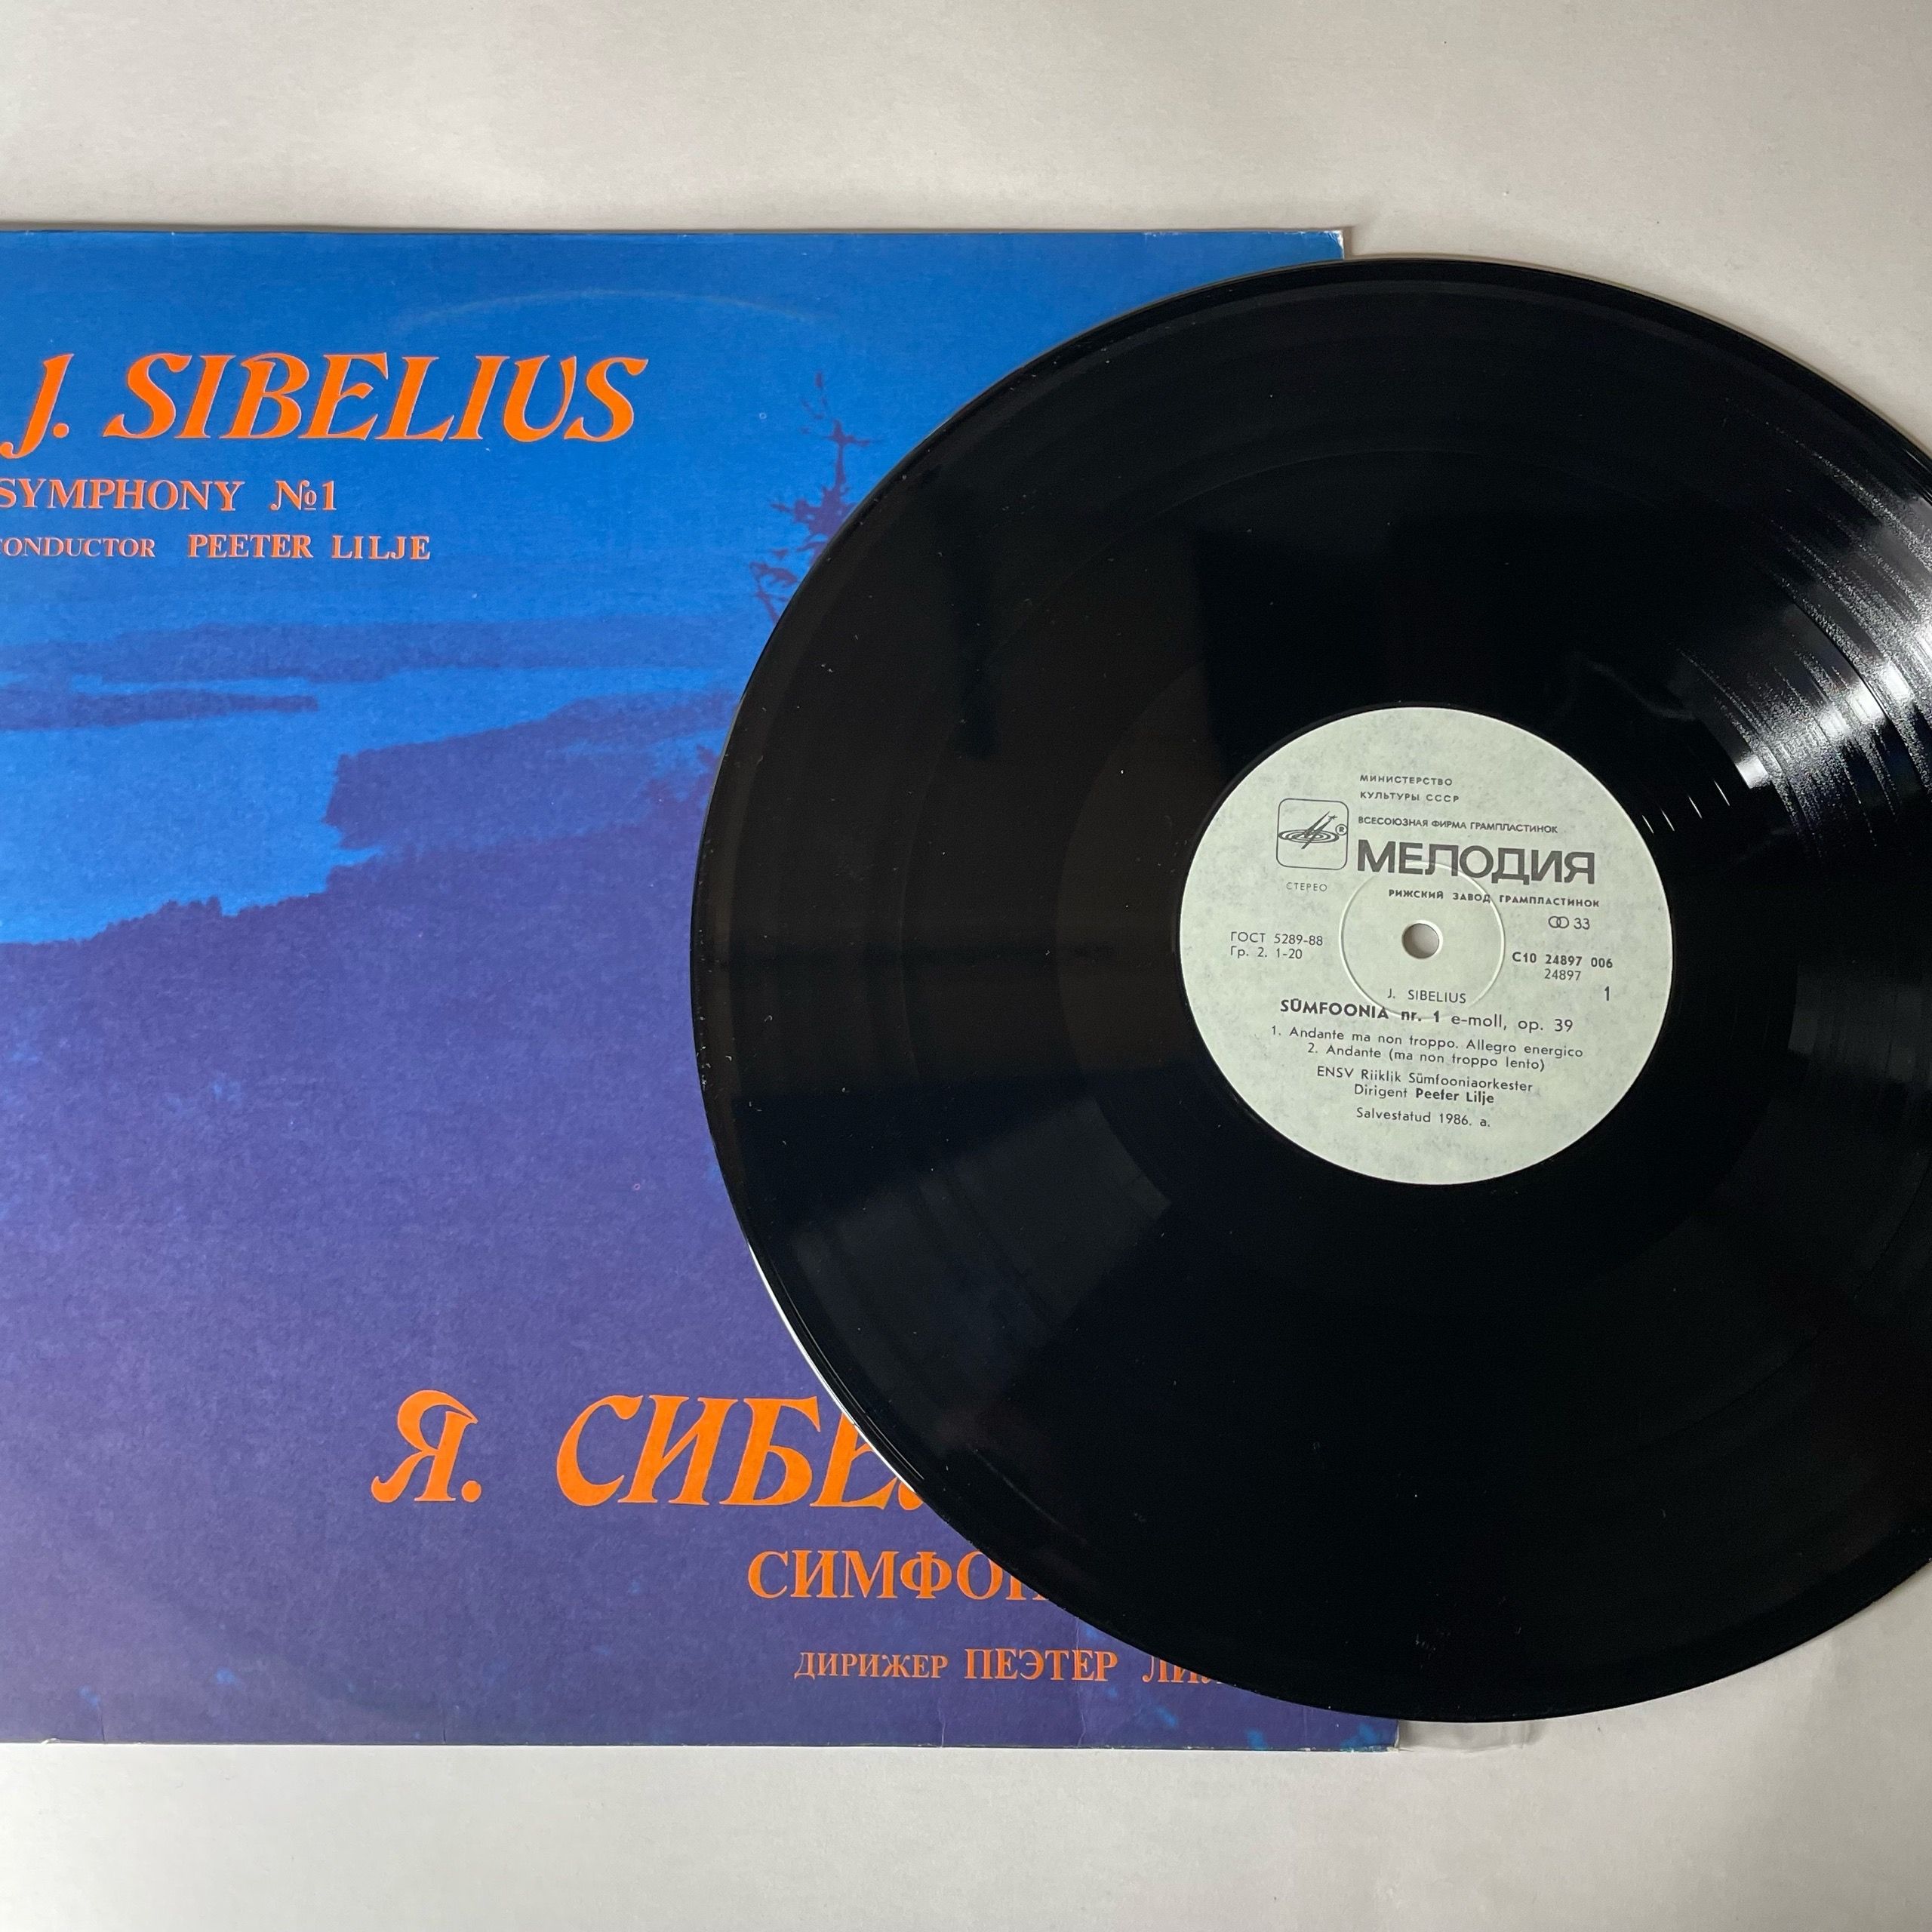 J. SIBELIUS
SYMPHONY №1
CONDUCTOR PEETER LILJE
Я.
ДИРИЖЕР ПЕЭТЕР
МИНИСТЕРСТВО
КУЛЬТУРЫ СССР
ВСЕСОЮЗНАЯ ФИРМА ГРАМПЛАСТИНОК
®
МЕЛОДИЯ
СТЕРЕО
РИЖСКИЙ ЗАВОД ГРАМПЛАСТИНОК
33
ГОСТ 5289-88
Гр. 2. 1-20
С10 24897 006
24897
1
J. SIBELIUS
SÜMFOONIA nr. 1 e-moll, op. 39
1. Andante ma non troppo. Allegro energico
2. Andante (ma non troppo lento)
ENSV Riiklik Sümfooniaorkester
Dirigent Peeter Lilje
Salvestatud 1986. a.